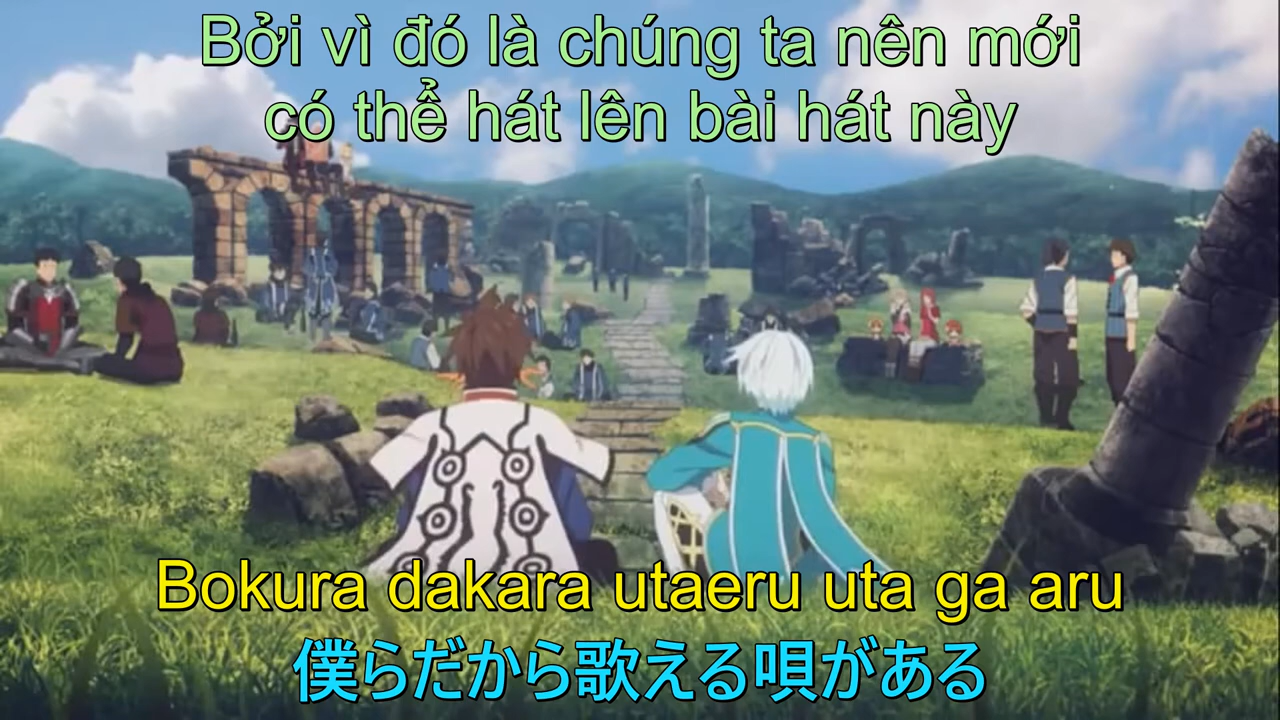 Bởi vì đó là chúng ta nên mới
có thể hát lên bài hát này
Bokura dakara utaeru uta ga aru
僕らだから歌える唄がある